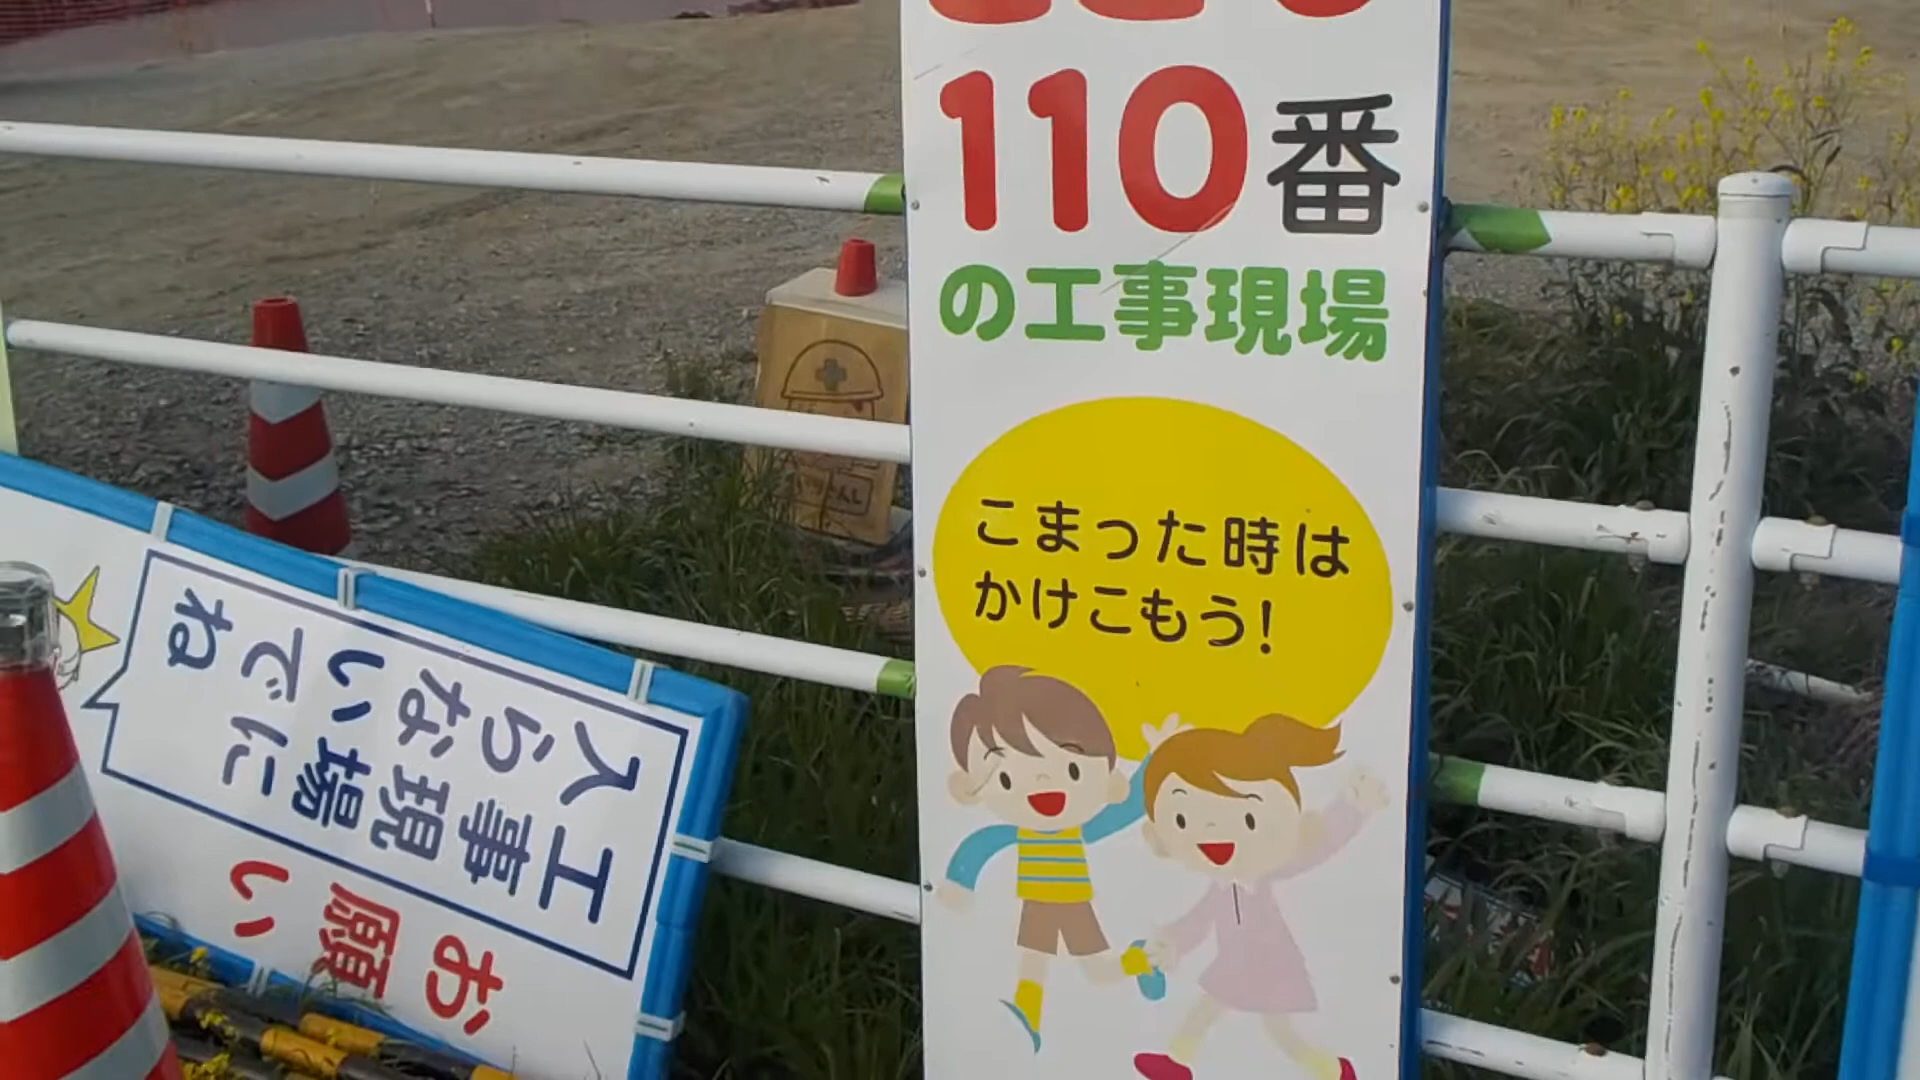 110番
の工事現場
こまった時は
かけこもう!
お願い
工事現場に
入らないでね